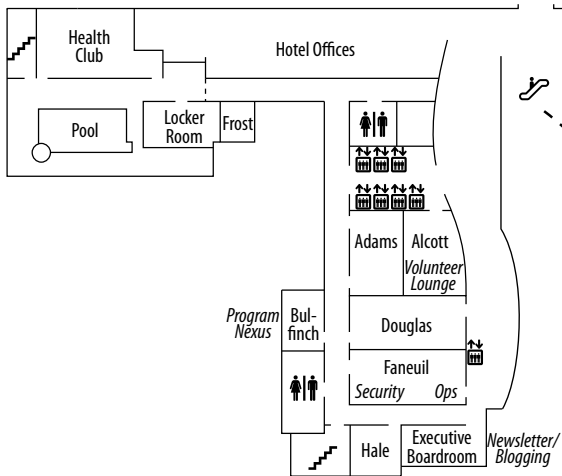 Health
Club
Hotel Offices
Pool
Locker
Room
Frost
Adams
Alcott
Volunteer
Lounge
Program
Nexus
Bul-
finch
Douglas
Faneuil
Security Ops
Hale
Executive
Boardroom
Newsletter/
Blogging